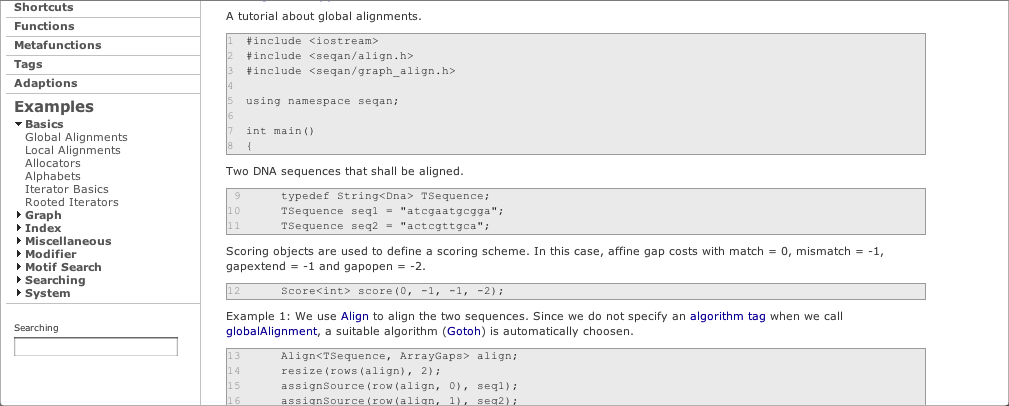 Shortcuts
Functions
Metafunctions
Tags
Adaptions
Examples
Basics
Global Alignments
Local Alignments
Allocators
Alphabets
Iterator Basics
Rooted Iterators
Graph
Index
Miscellaneous
Modifier
Motif Search
Searching
System
Searching
A tutorial about global alignments.
1 #include <iostream>
2 #include <seqan/align.h>
3 #include <seqan/graph_align.h>
4
5 using namespace seqan;
6
7 int main()
8 {
Two DNA sequences that shall be aligned.
9 typedef String<Dna> TSequence;
10 TSequence seq1 = "atcgaatgcgga";
11 TSequence seq2 = "actcgttgca";
Scoring objects are used to define a scoring scheme. In this case, affine gap costs with match = 0, mismatch = -1,
gapextend = -1 and gapopen = -2.
12 Score<int> score(0, -1, -1, -2);
Example 1: We use Align to align the two sequences. Since we do not specify an algorithm tag when we call
globalAlignment, a suitable algorithm (Gotoh) is automatically choosen.
13 Align<TSequence, ArrayGaps> align;
14 resize(rows(align), 2);
15 assignSource(row(align, 0), seq1);
16 assignSource(row(align, 1), seq2);